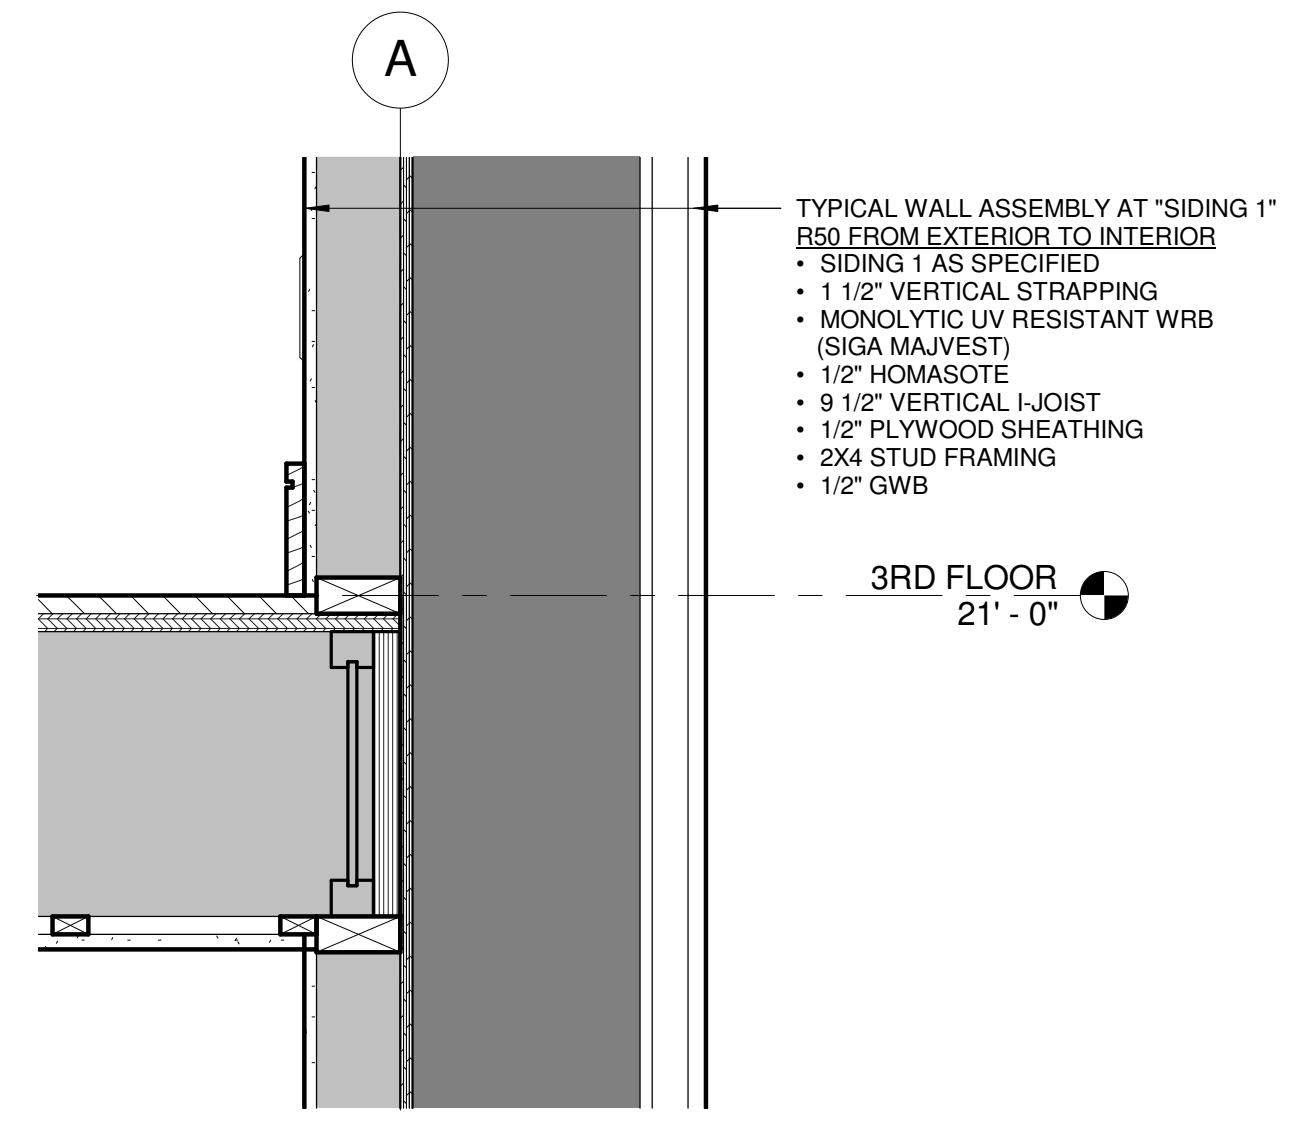 A
TYPICAL WALL ASSEMBLY AT "SIDING 1"
R50 FROM EXTERIOR TO INTERIOR
• SIDING 1 AS SPECIFIED
• 1 1/2" VERTICAL STRAPPING
• MONOLYTIC UV RESISTANT WRB
(SIGA MAJVEST)
• 1/2" HOMASOTE
• 9 1/2" VERTICAL I-JOIST
• 1/2" PLYWOOD SHEATHING
• 2X4 STUD FRAMING
• 1/2" GWB
3RD FLOOR
21' - 0"